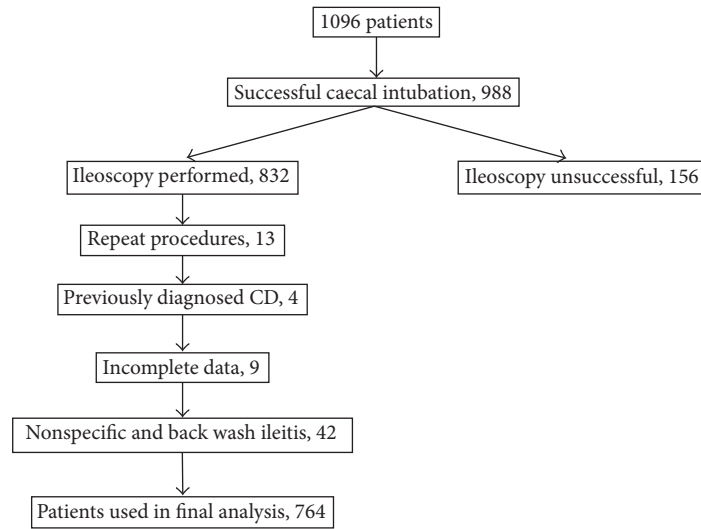 1096 patients
Successful caecal intubation, 988
Ileoscopy performed, 832
Ileoscopy unsuccessful, 156
Repeat procedures, 13
Previously diagnosed CD, 4
Incomplete data, 9
Nonspecific and back wash ileitis, 42
Patients used in final analysis, 764